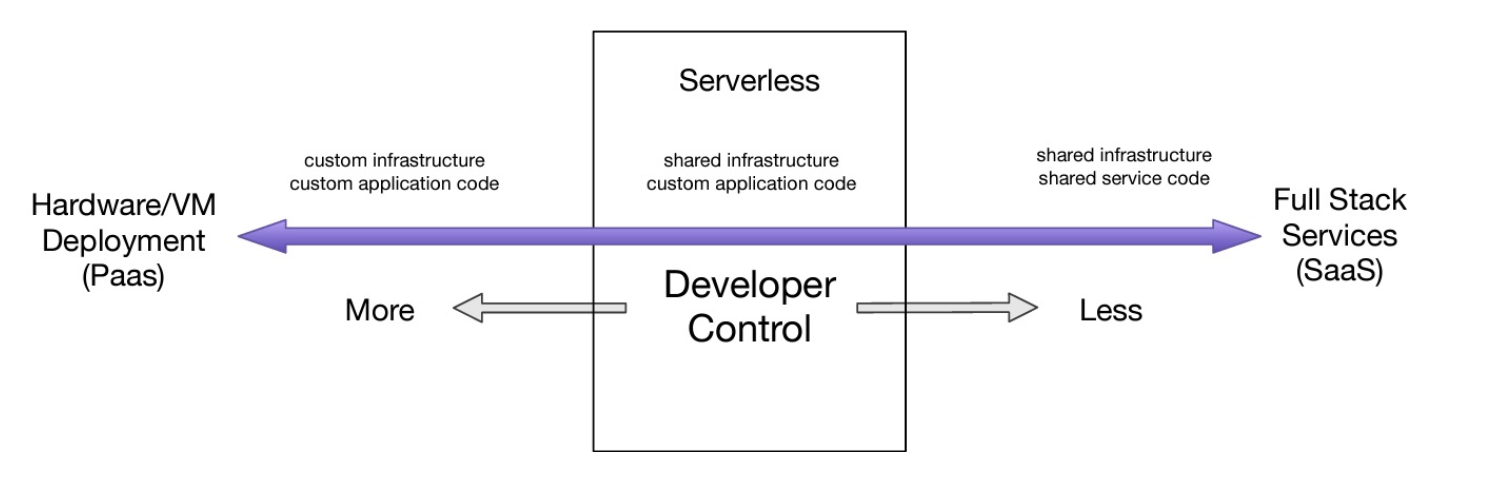 Serverless
custom infrastructure
custom application code
shared infrastructure
custom application code
shared infrastructure
shared service code
Hardware/VM
Deployment
(Paas)
Full Stack
Services
(SaaS)
More
Developer
Control
Less